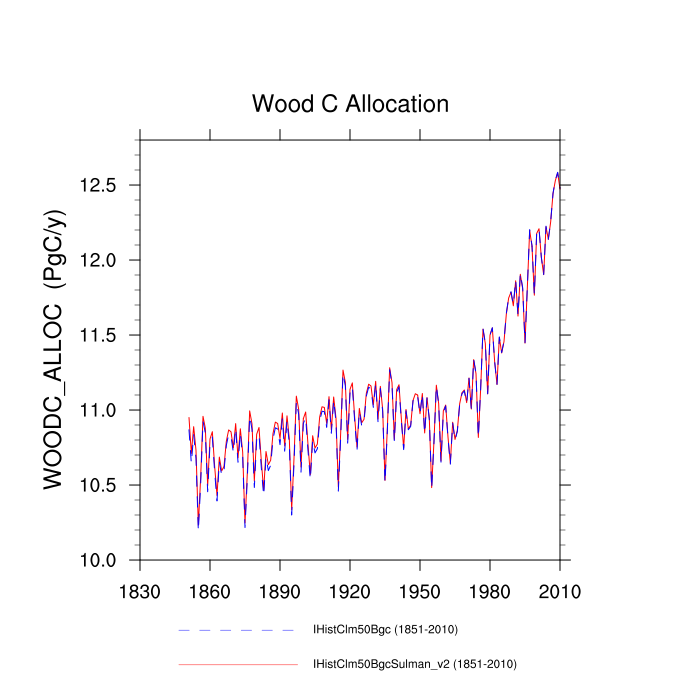 Wood C Allocation
WOODC_ALLOC (PgC/y)
12.5
12.0
11.5
11.0
10.5
10.0
1830 1860 1890 1920 1950 1980 2010
IHistClm50Bgc (1851-2010)
IHistClm50BgcSulman_v2 (1851-2010)